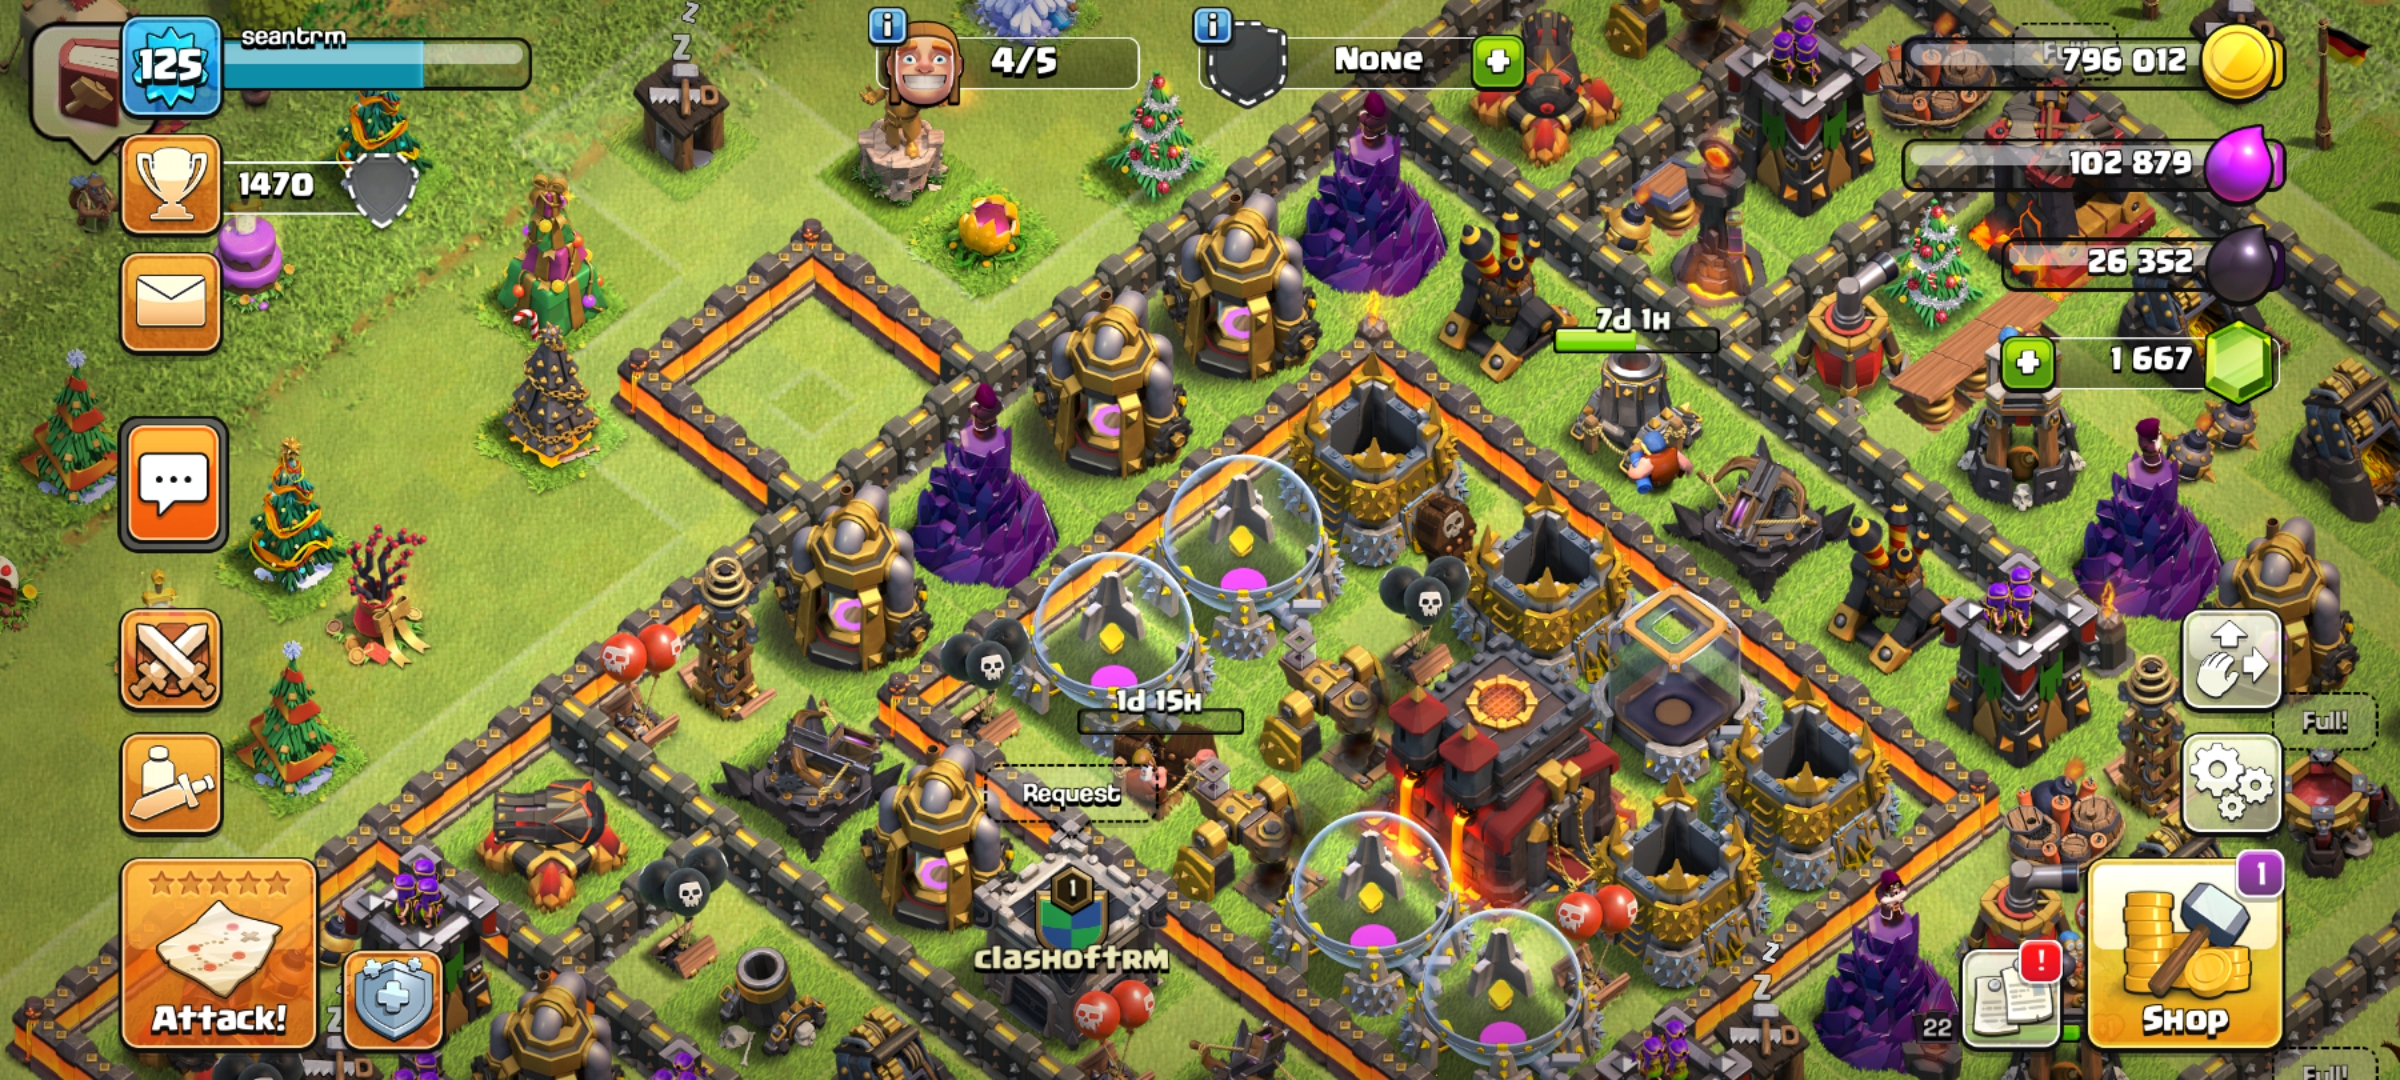 125
seantrm
4/5
None
796 012
1470
102 879
26 352
7d 1H
1 667
1d 15H
Request
Full!
1
clashoftrm
Attack!
22
!
1
Shop
Full!
z
Z
z
Z
Z